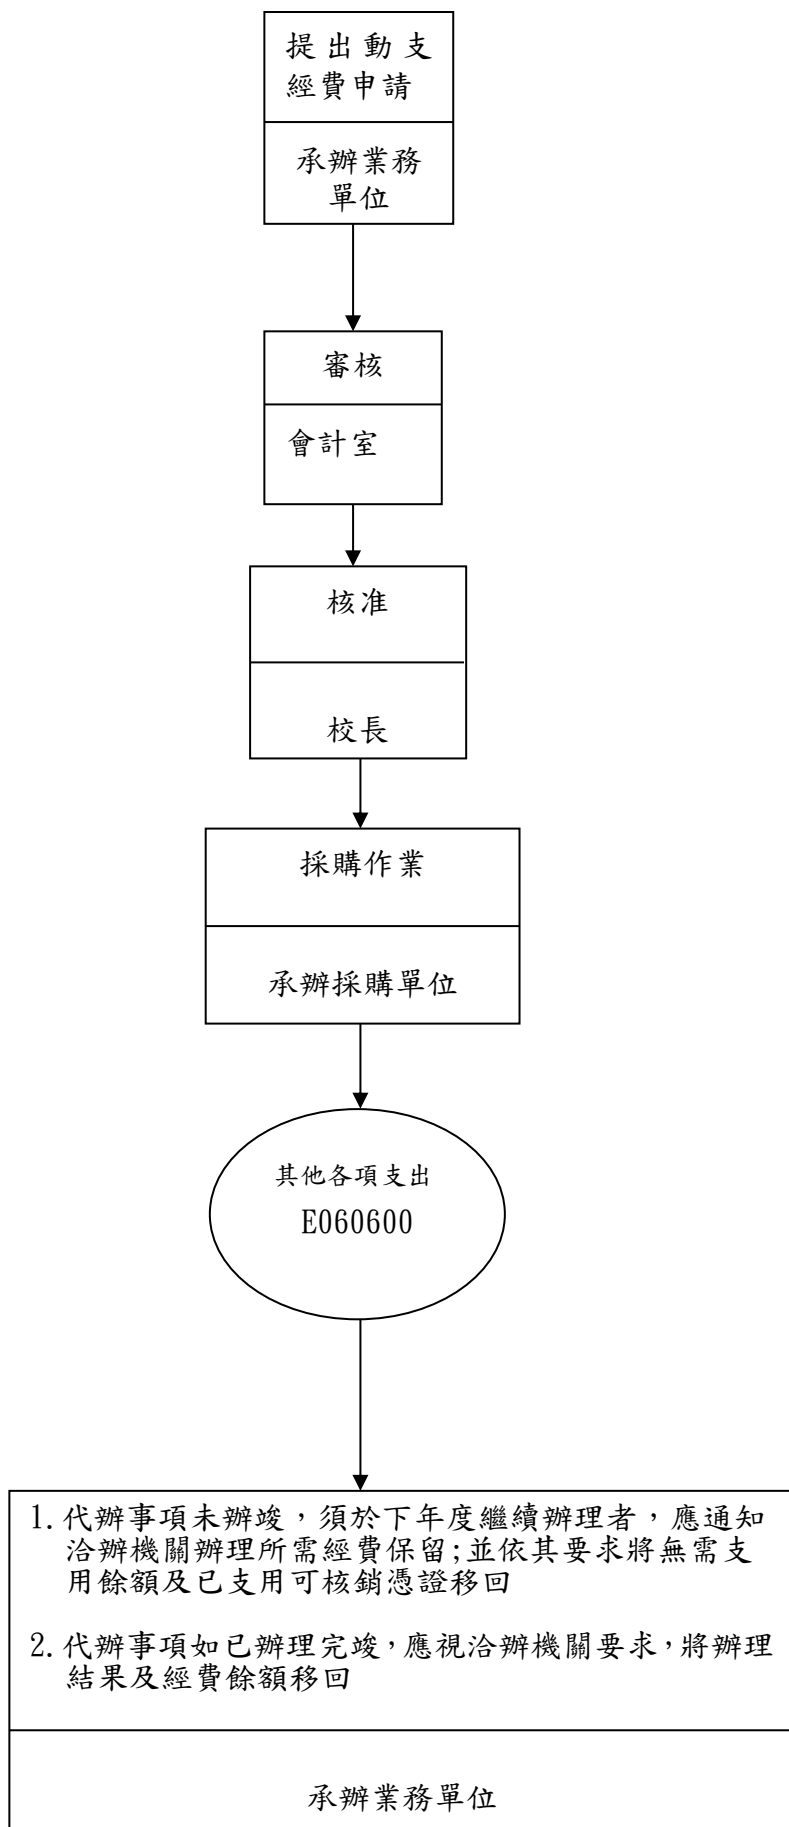 提出動支
經費申請
承辦業務
單位
審核
會計室
核准
校長
採購作業
承辦採購單位
其他各項支出
E060600
1.代辦事項未辦竣，須於下年度繼續辦理者，應通知
洽辦機關辦理所需經費保留;並依其要求將無需支
用餘額及已支用可核銷憑證移回
2.代辦事項如已辦理完竣，應視洽辦機關要求，將辦理
結果及經費餘額移回
承辦業務單位